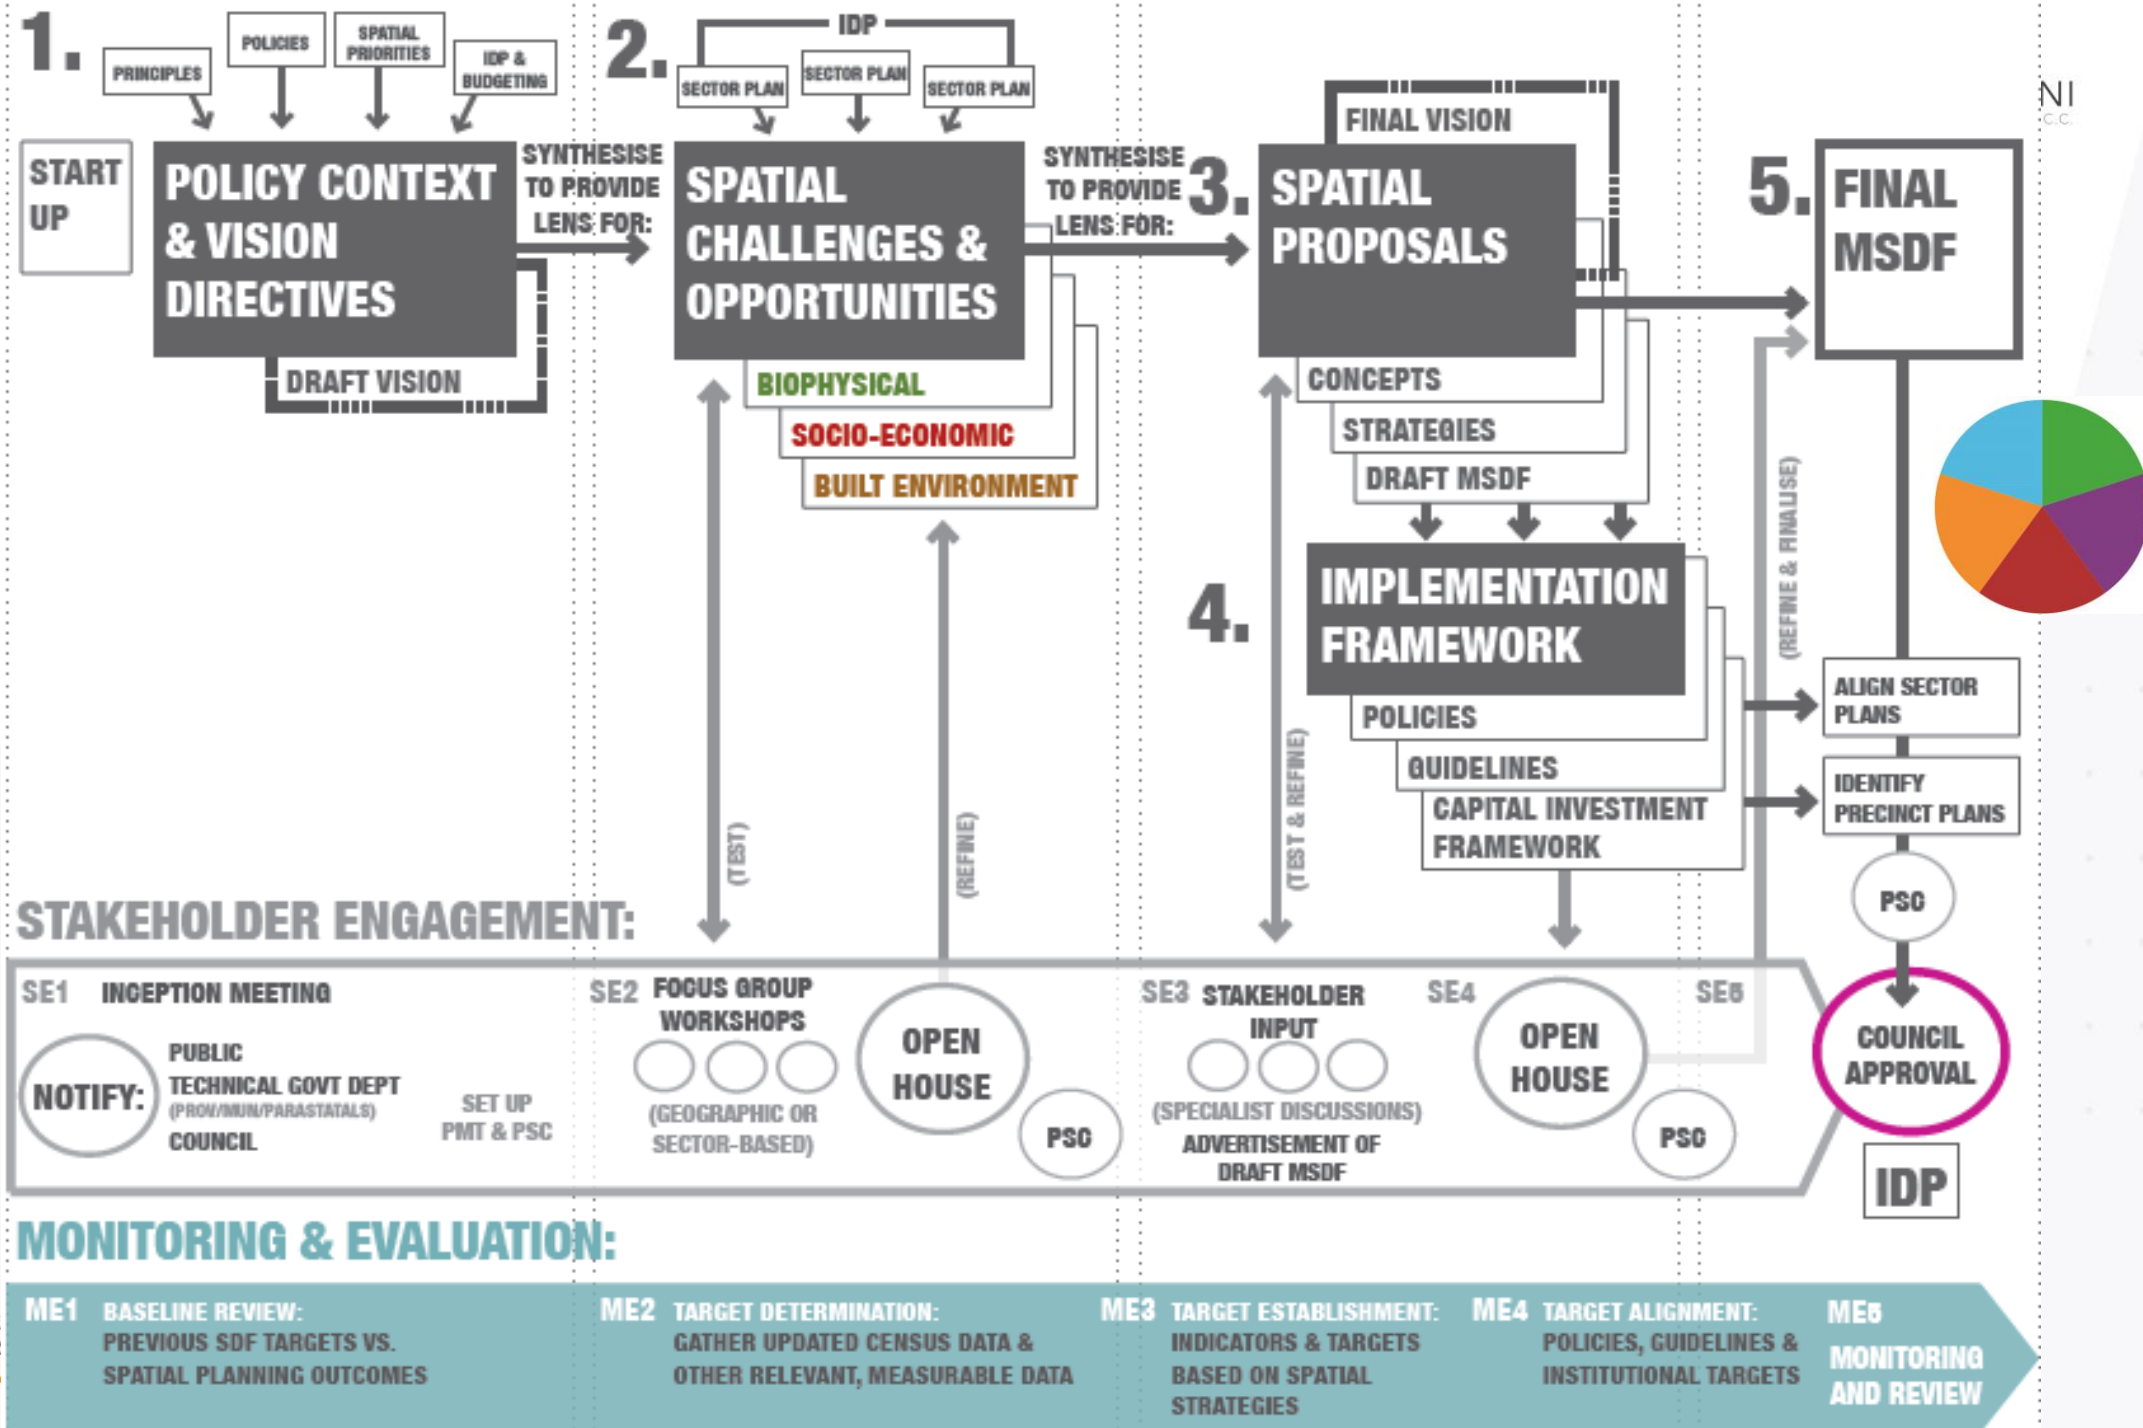 1.
PRINCIPLES
POLICIES
SPATIAL
PRIORITIES
IDP &
BUDGETING
START
UP
POLICY CONTEXT
& VISION
DIRECTIVES
DRAFT VISION
SYNTHESISE
TO PROVIDE
LENS FOR:
2.
IDP
SECTOR PLAN
SECTOR PLAN
SECTOR PLAN
SPATIAL
CHALLENGES &
OPPORTUNITIES
BIOPHYSICAL
SOCIO-ECONOMIC
BUILT ENVIRONMENT
SYNTHESISE
TO PROVIDE
LENS FOR:
3.
FINAL VISION
SPATIAL
PROPOSALS
CONCEPTS
STRATEGIES
DRAFT MSDF
4.
IMPLEMENTATION
FRAMEWORK
POLICIES
GUIDELINES
CAPITAL INVESTMENT
FRAMEWORK
5.
FINAL
MSDF
NI
C.C.
(REFINE & FINALISE)
ALIGN SECTOR
PLANS
IDENTIFY
PRECINCT PLANS
PSC
(TEST)
(REFINE)
(TEST & REFINE)
STAKEHOLDER ENGAGEMENT:
SE1 INCEPTION MEETING
NOTIFY:
PUBLIC
TECHNICAL GOVT DEPT
(PROV/MUN/PARASTATALS)
COUNCIL
SET UP
PMT & PSC
SE2 FOCUS GROUP
WORKSHOPS
(GEOGRAPHIC OR
SECTOR-BASED)
OPEN
HOUSE
PSC
SE3 STAKEHOLDER
INPUT
(SPECIALIST DISCUSSIONS)
ADVERTISEMENT OF
DRAFT MSDF
SE4
OPEN
HOUSE
PSC
SE5
COUNCIL
APPROVAL
IDP
MONITORING & EVALUATION:
ME1 BASELINE REVIEW:
PREVIOUS SDF TARGETS VS.
SPATIAL PLANNING OUTCOMES
ME2 TARGET DETERMINATION:
GATHER UPDATED CENSUS DATA &
OTHER RELEVANT, MEASURABLE DATA
ME3 TARGET ESTABLISHMENT:
INDICATORS & TARGETS
BASED ON SPATIAL
STRATEGIES
ME4 TARGET ALIGNMENT:
POLICIES, GUIDELINES &
INSTITUTIONAL TARGETS
ME5
MONITORING
AND REVIEW